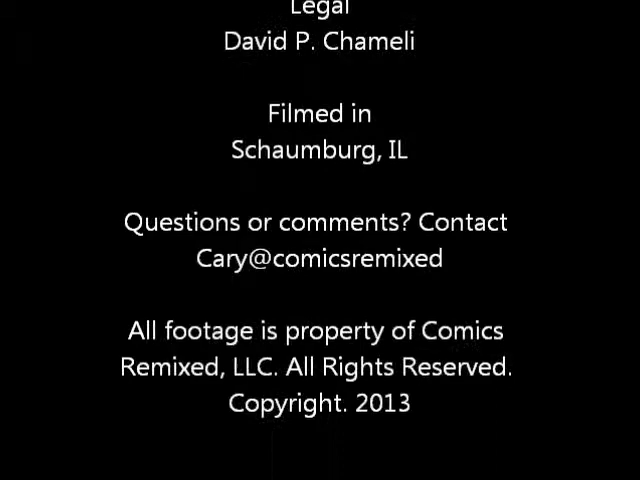 Legal
David P. Chameli
Filmed in
Schaumburg, IL
Questions or comments? Contact
Cary@comicsremixed
All footage is property of Comics
Remixed, LLC. All Rights Reserved.
Copyright. 2013